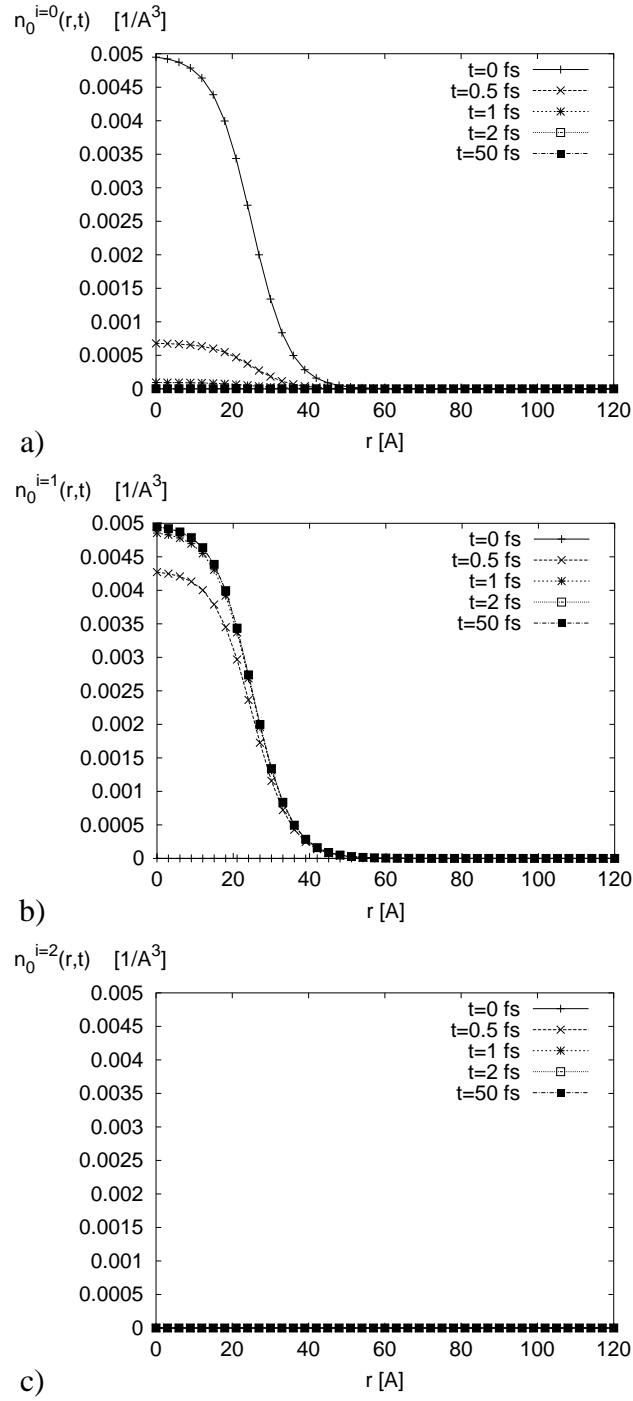 n₀ⁱ⁼⁰(r,t) [1/A³]
0.005
0.0045
0.004
0.0035
0.003
0.0025
0.002
0.0015
0.001
0.0005
0
t=0 fs
t=0.5 fs
t=1 fs
t=2 fs
t=50 fs
0 20 40 60 80 100 120
a) r [A]
n₀ⁱ⁼¹(r,t) [1/A³]
0.005
0.0045
0.004
0.0035
0.003
0.0025
0.002
0.0015
0.001
0.0005
0
t=0 fs
t=0.5 fs
t=1 fs
t=2 fs
t=50 fs
0 20 40 60 80 100 120
b) r [A]
n₀ⁱ⁼²(r,t) [1/A³]
0.005
0.0045
0.004
0.0035
0.003
0.0025
0.002
0.0015
0.001
0.0005
0
t=0 fs
t=0.5 fs
t=1 fs
t=2 fs
t=50 fs
0 20 40 60 80 100 120
c) r [A]